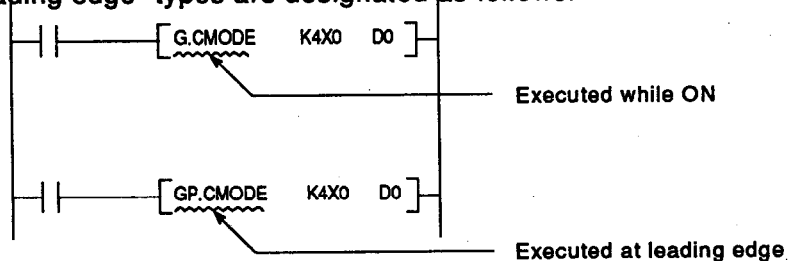 leading edge" types are designated as follows:
G.CMODE K4X0 D0
Executed while ON
GP.CMODE K4X0 D0
Executed at leading edge